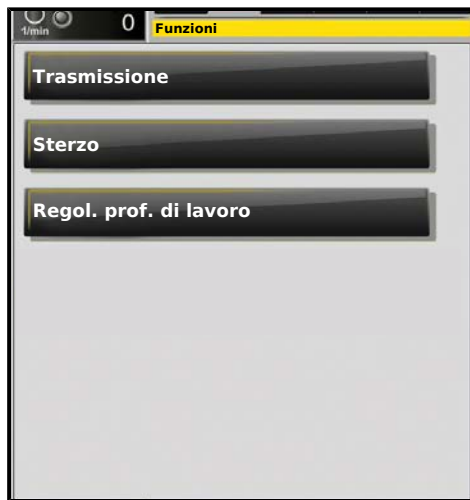 1/min
0
Funzioni
Trasmissione
Sterzo
Regol. prof. di lavoro